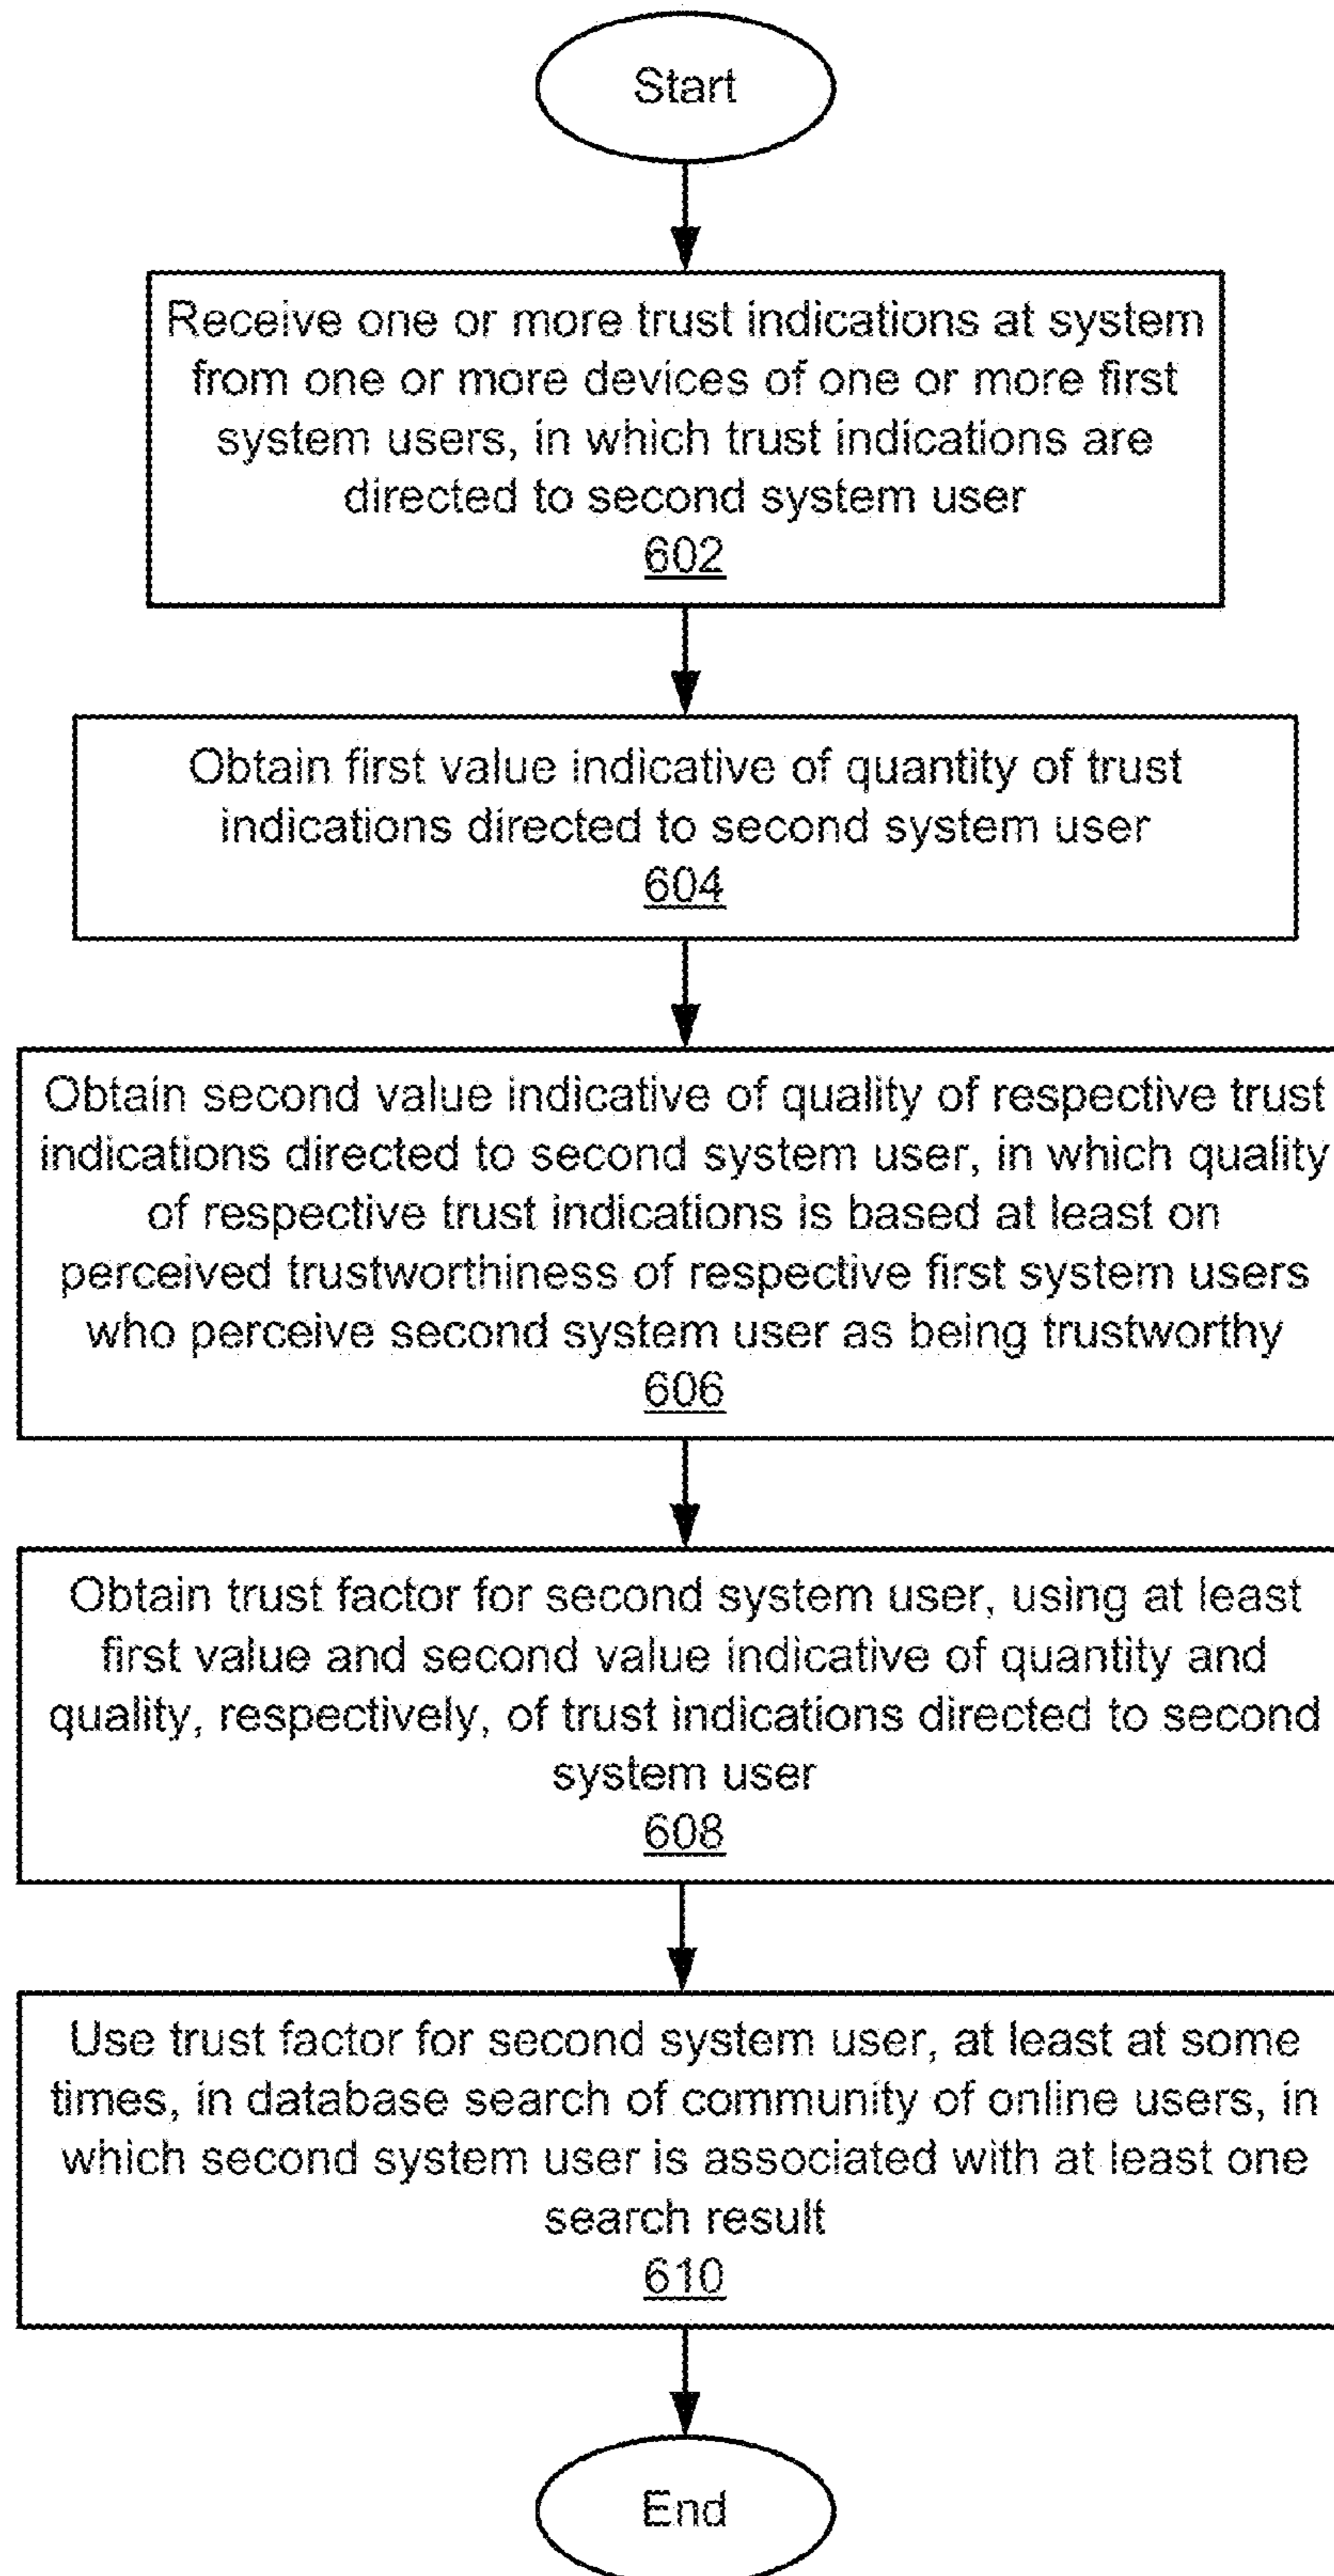 Start
Receive one or more trust indications at system
from one or more devices of one or more first
system users, in which trust indications are
directed to second system user
602
Obtain first value indicative of quantity of trust
indications directed to second system user
604
Obtain second value indicative of quality of respective trust
indications directed to second system user, in which quality
of respective trust indications is based at least on
perceived trustworthiness of respective first system users
who perceive second system user as being trustworthy
606
Obtain trust factor for second system user, using at least
first value and second value indicative of quantity and
quality, respectively, of trust indications directed to second
system user
608
Use trust factor for second system user, at least at some
times, in database search of community of online users, in
which second system user is associated with at least one
search result
610
End